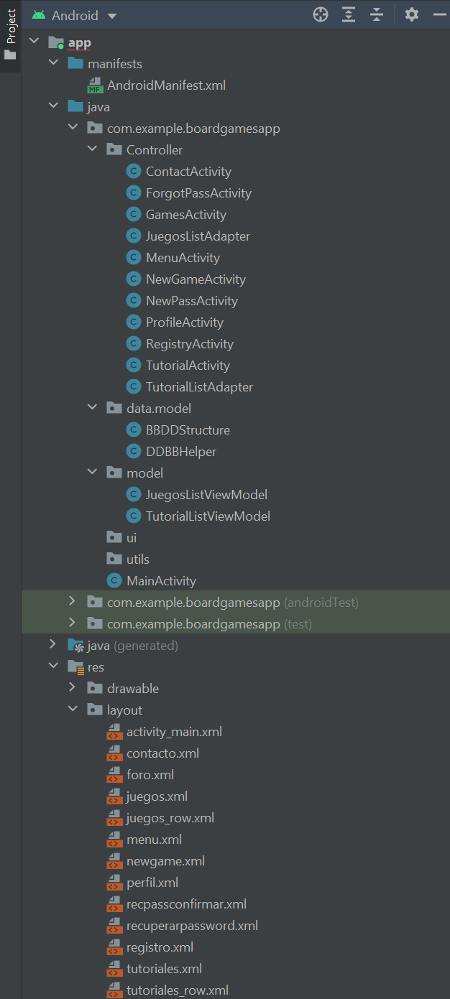 Project
Android
app
manifests
AndroidManifest.xml
java
com.example.boardgamesapp
Controller
ContactActivity
ForgotPassActivity
GamesActivity
JuegosListAdapter
MenuActivity
NewGameActivity
NewPassActivity
ProfileActivity
RegistryActivity
TutorialActivity
TutorialListAdapter
data.model
BBDDStructure
DDBBHelper
model
JuegosListViewModel
TutorialListViewModel
ui
utils
MainActivity
com.example.boardgamesapp (androidTest)
com.example.boardgamesapp (test)
java (generated)
res
drawable
layout
activity_main.xml
contacto.xml
foro.xml
juegos.xml
juegos_row.xml
menu.xml
newgame.xml
perfil.xml
recpassconfirmar.xml
recuperarpassword.xml
registro.xml
tutoriales.xml
tutoriales_row.xml